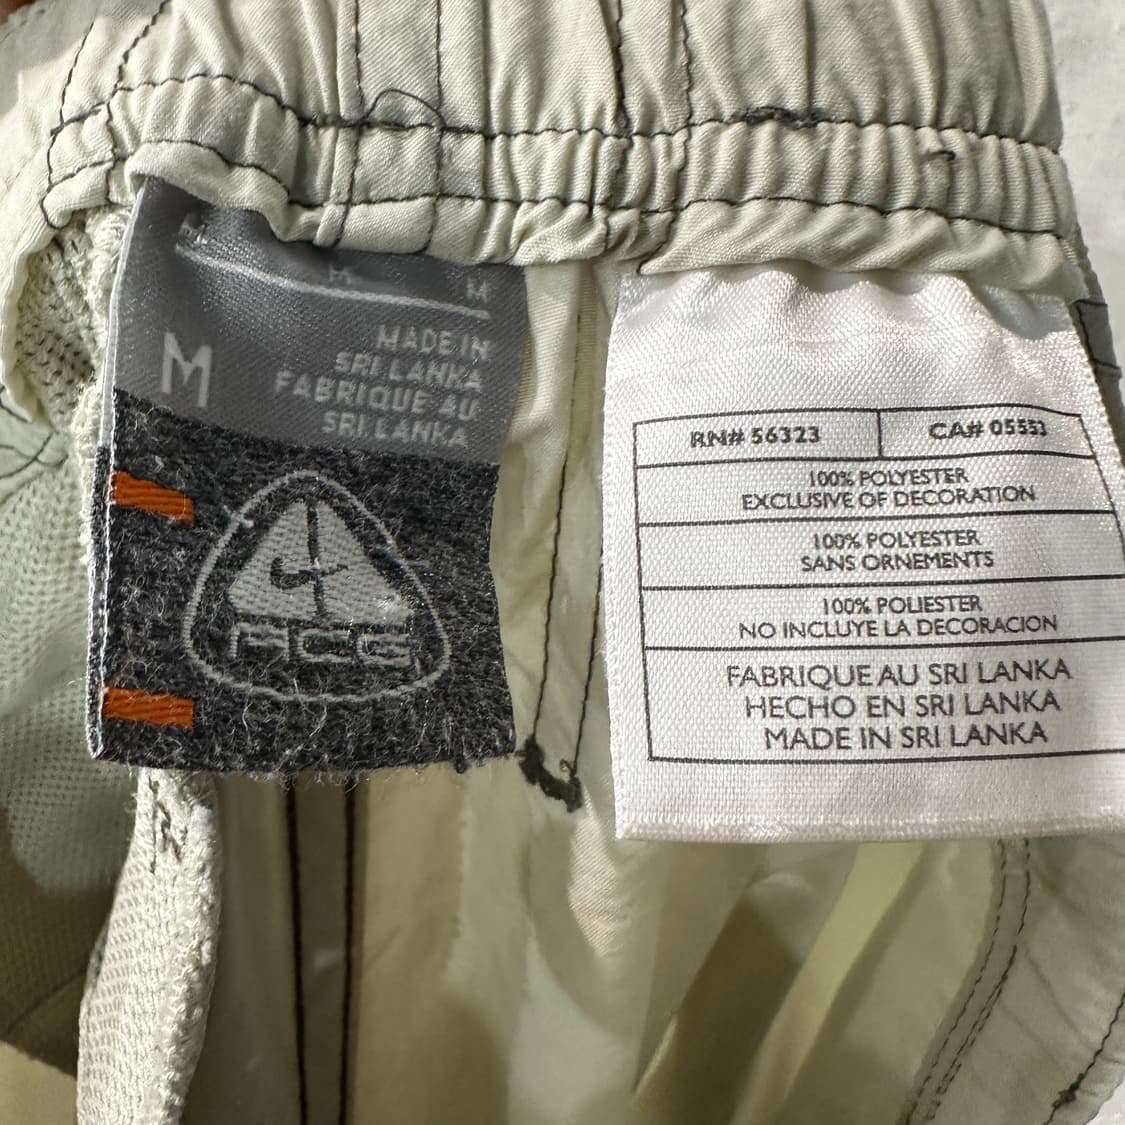 M M M
MADE IN
SRI LANKA
FABRIQUE AU
SRI LANKA
M
ACG
RN# 56323
CA# 05553
100% POLYESTER
EXCLUSIVE OF DECORATION
100% POLYESTER
SANS ORNEMENTS
100% POLIESTER
NO INCLUYE LA DECORACION
FABRIQUE AU SRI LANKA
HECHO EN SRI LANKA
MADE IN SRI LANKA